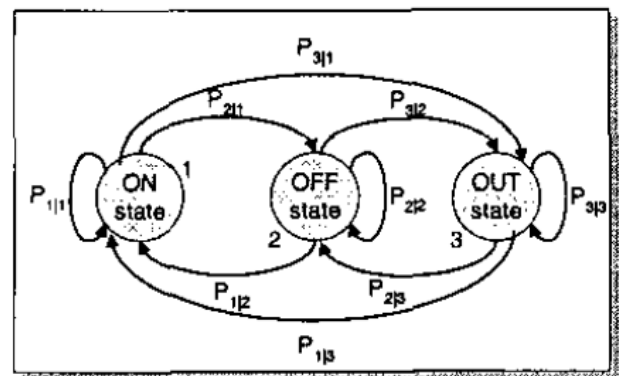 P3|1
P2|1
P3|2
ON
state
1
OFF
state
2
OUT
state
3
P1|1
P2|2
P3|3
P1|2
P2|3
P1|3